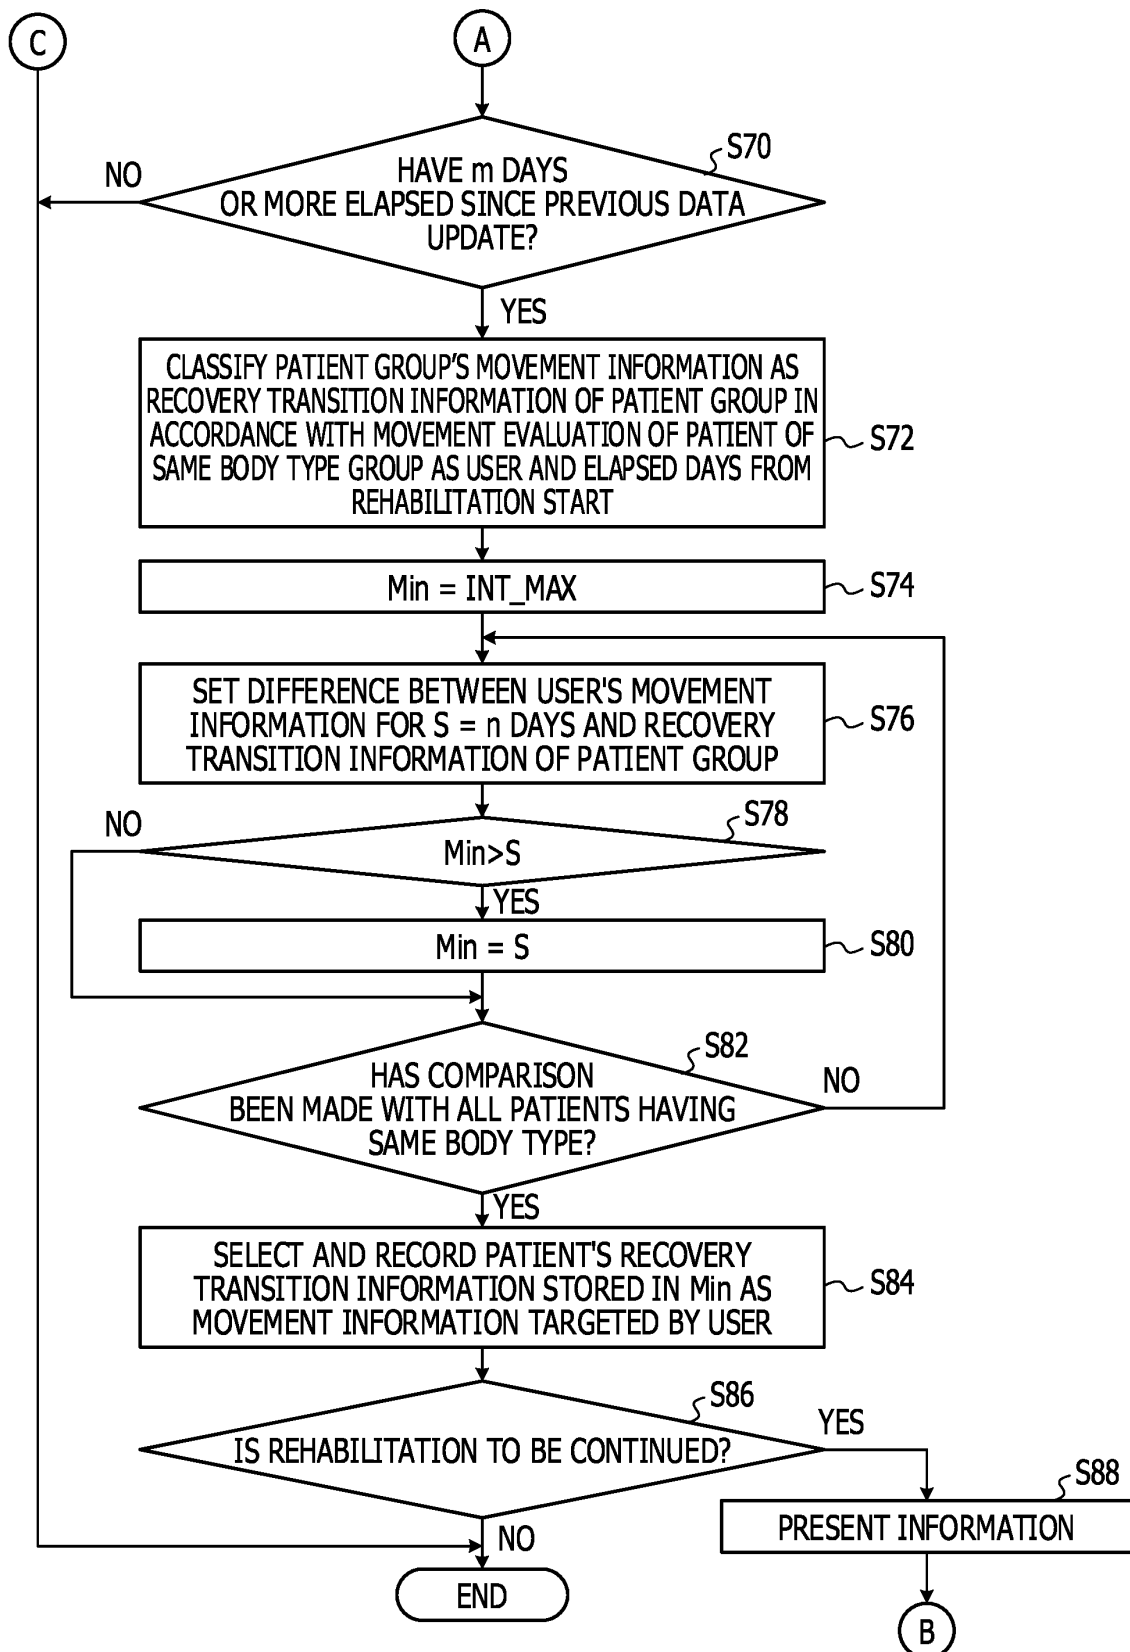 C
A
S70
NO
HAVE m DAYS
OR MORE ELAPSED SINCE PREVIOUS DATA
UPDATE?
YES
CLASSIFY PATIENT GROUP'S MOVEMENT INFORMATION AS
RECOVERY TRANSITION INFORMATION OF PATIENT GROUP IN
ACCORDANCE WITH MOVEMENT EVALUATION OF PATIENT OF
SAME BODY TYPE GROUP AS USER AND ELAPSED DAYS FROM
REHABILITATION START
S72
Min = INT_MAX
S74
SET DIFFERENCE BETWEEN USER'S MOVEMENT
INFORMATION FOR S = n DAYS AND RECOVERY
TRANSITION INFORMATION OF PATIENT GROUP
S76
S78
NO
Min>S
YES
Min = S
S80
S82
HAS COMPARISON
BEEN MADE WITH ALL PATIENTS HAVING
SAME BODY TYPE?
NO
YES
SELECT AND RECORD PATIENT'S RECOVERY
TRANSITION INFORMATION STORED IN Min AS
MOVEMENT INFORMATION TARGETED BY USER
S84
S86
YES
IS REHABILITATION TO BE CONTINUED?
S88
PRESENT INFORMATION
NO
END
B